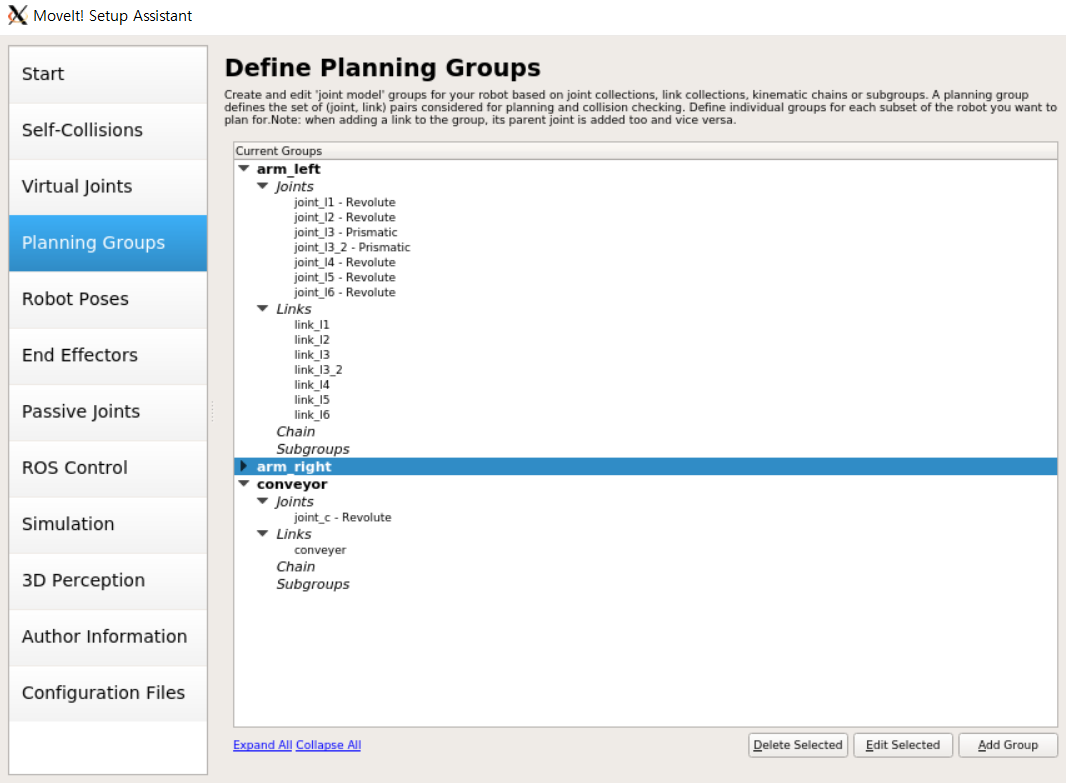 MoveIt! Setup Assistant
Start
Self-Collisions
Virtual Joints
Planning Groups
Robot Poses
End Effectors
Passive Joints
ROS Control
Simulation
3D Perception
Author Information
Configuration Files
Define Planning Groups
Create and edit 'joint model' groups for your robot based on joint collections, link collections, kinematic chains or subgroups. A planning group
defines the set of (joint, link) pairs considered for planning and collision checking. Define individual groups for each subset of the robot you want to
plan for.Note: when adding a link to the group, its parent joint is added too and vice versa.
Current Groups
arm_left
Joints
joint_l1 - Revolute
joint_l2 - Revolute
joint_l3 - Prismatic
joint_l3_2 - Prismatic
joint_l4 - Revolute
joint_l5 - Revolute
joint_l6 - Revolute
Links
link_l1
link_l2
link_l3
link_l3_2
link_l4
link_l5
link_l6
Chain
Subgroups
arm_right
conveyor
Joints
joint_c - Revolute
Links
conveyer
Chain
Subgroups
Expand All Collapse All
Delete Selected Edit Selected Add Group